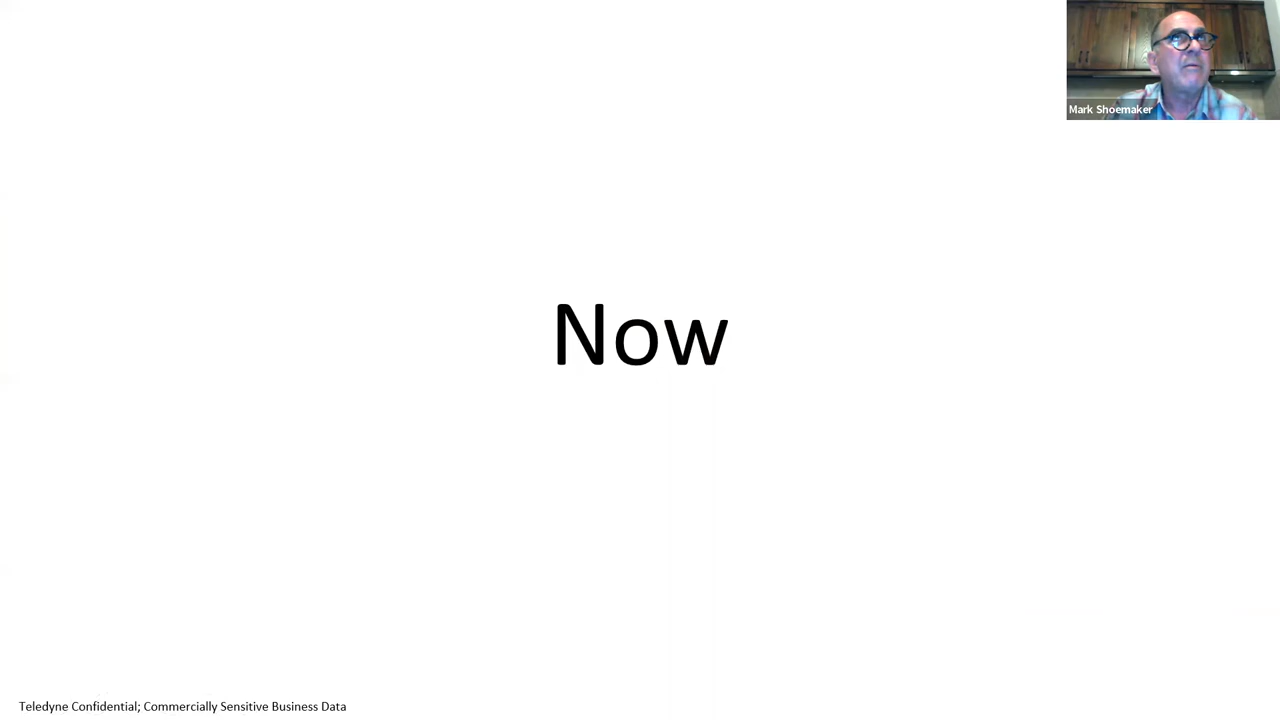 Mark Shoemaker
Now
Teledyne Confidential; Commercially Sensitive Business Data